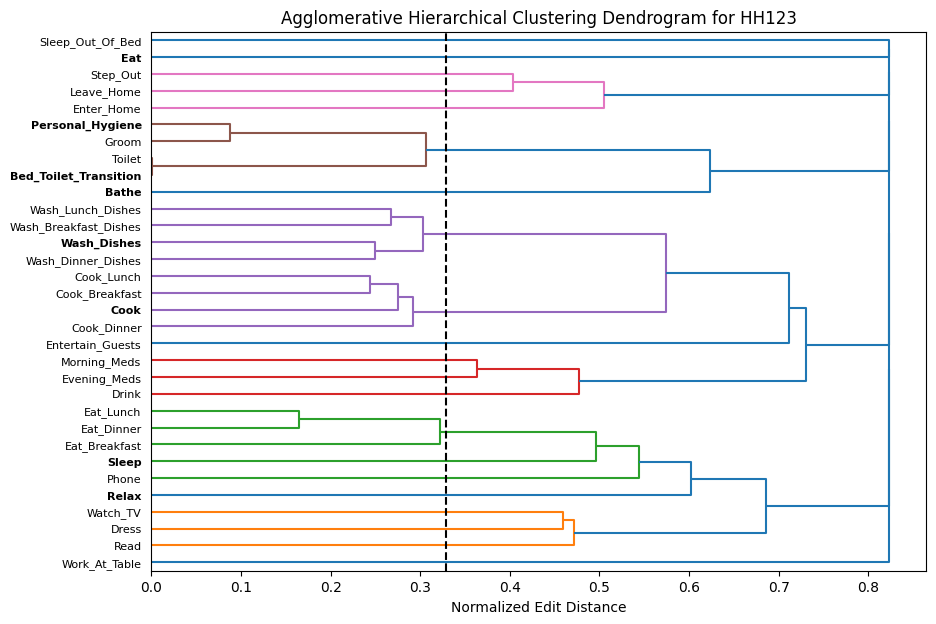 Agglomerative Hierarchical Clustering Dendrogram for HH123
Sleep_Out_Of_Bed
Eat
Step_Out
Leave_Home
Enter_Home
Personal_Hygiene
Groom
Toilet
Bed_Toilet_Transition
Bathe
Wash_Lunch_Dishes
Wash_Breakfast_Dishes
Wash_Dishes
Wash_Dinner_Dishes
Cook_Lunch
Cook_Breakfast
Cook
Cook_Dinner
Entertain_Guests
Morning_Meds
Evening_Meds
Drink
Eat_Lunch
Eat_Dinner
Eat_Breakfast
Sleep
Phone
Relax
Watch_TV
Dress
Read
Work_At_Table
0.0 0.1 0.2 0.3 0.4 0.5 0.6 0.7 0.8
Normalized Edit Distance